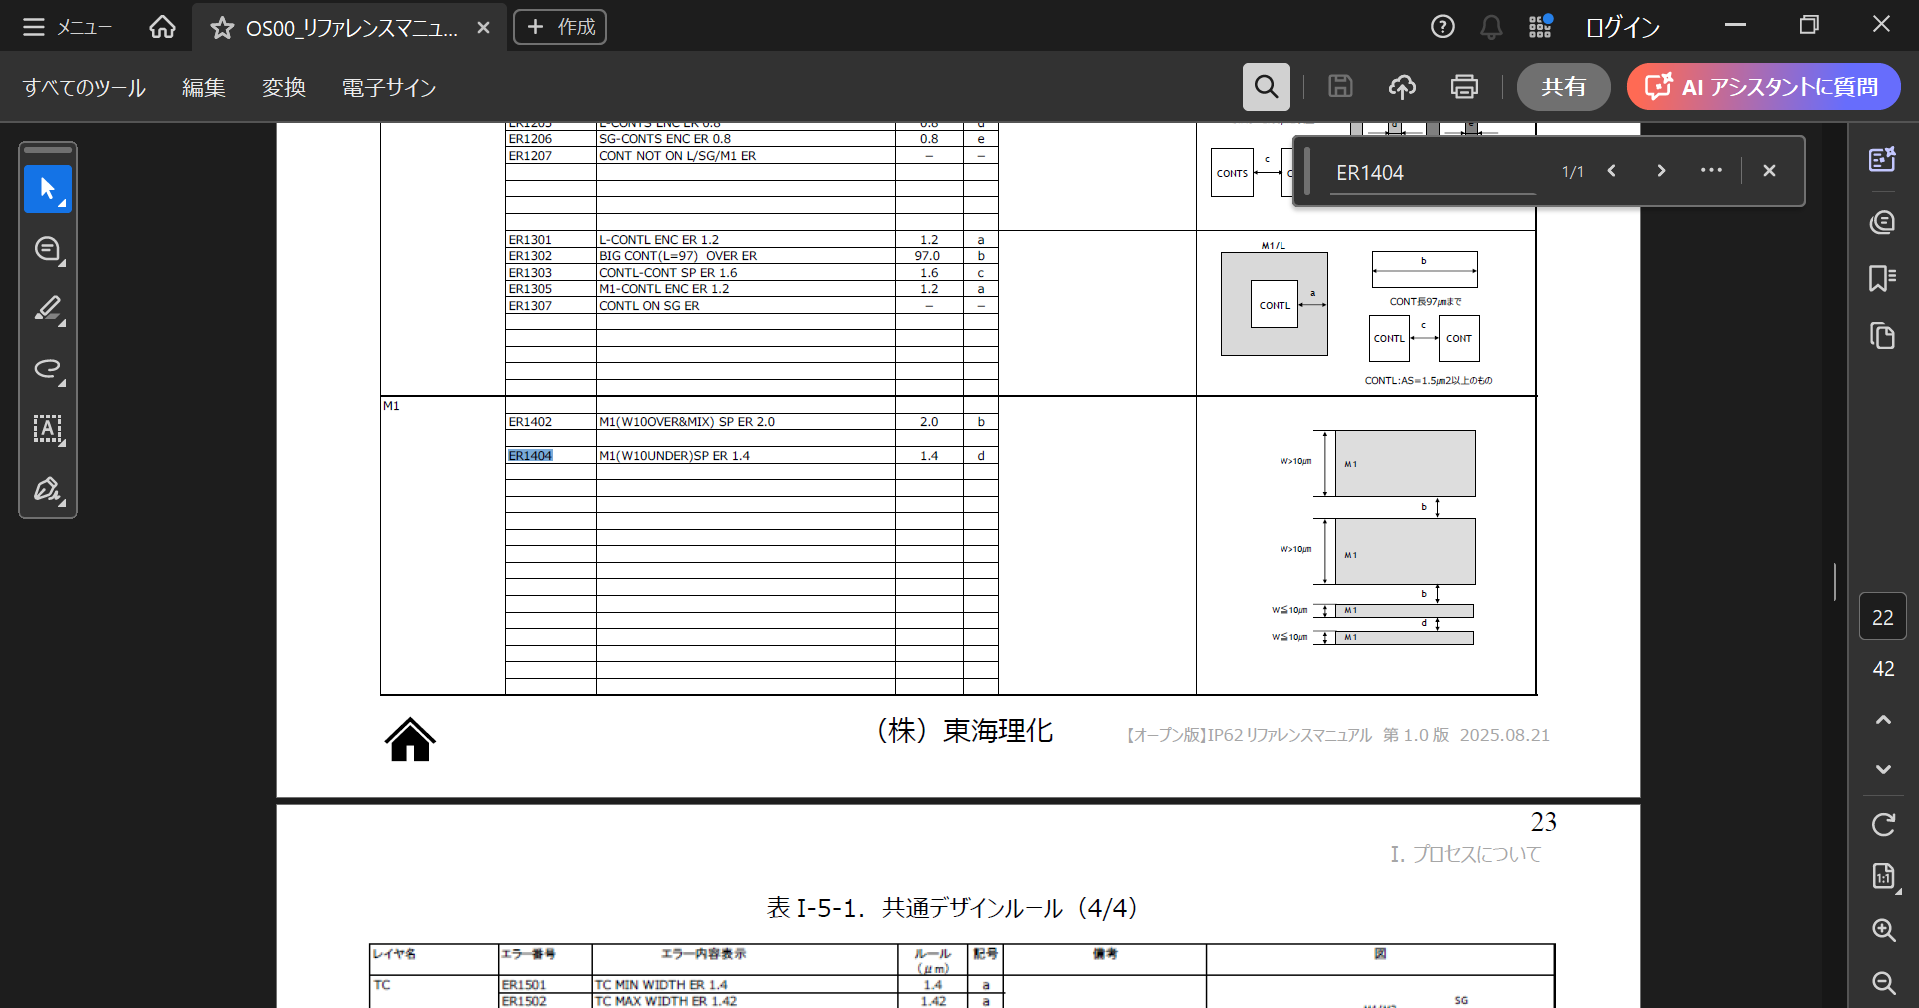 メニュー
OS00_リファレンスマニュ...
作成
ログイン
すべてのツール
編集
変換
電子サイン
共有
AI アシスタントに質問
ER1404
1/1
ER1205 L-CONTS ENC ER 0.8 0.8 d
ER1206 SG-CONTS ENC ER 0.8 0.8 e
ER1207 CONT NOT ON L/SG/M1 ER – –
CONTS
c
d
e
ER1301 L-CONTL ENC ER 1.2 1.2 a
ER1302 BIG CONT(L=97) OVER ER 97.0 b
ER1303 CONTL-CONT SP ER 1.6 1.6 c
ER1305 M1-CONTL ENC ER 1.2 1.2 a
ER1307 CONTL ON SG ER – –
M1/L
CONTL
a
b
CONT長97㎛まで
CONTL
c
CONT
CONTL:AS=1.5㎛2以上のもの
M1
ER1402 M1(W10OVER&MIX) SP ER 2.0 2.0 b
ER1404 M1(W10UNDER)SP ER 1.4 1.4 d
W>10㎛
M1
b
W>10㎛
M1
b
W≦10㎛
M1
d
W≦10㎛
M1
（株）東海理化
【オープン版】IP62 リファレンスマニュアル 第 1.0 版 2025.08.21
23
I. プロセスについて
表 I-5-1. 共通デザインルール（4/4）
レイヤ名 エラー番号 エラー内容表示 ルール（μm） 記号 備考 図
TC ER1501 TC MIN WIDTH ER 1.4 1.4 a
ER1502 TC MAX WIDTH ER 1.42 1.42 a
SG
22
42
1:1